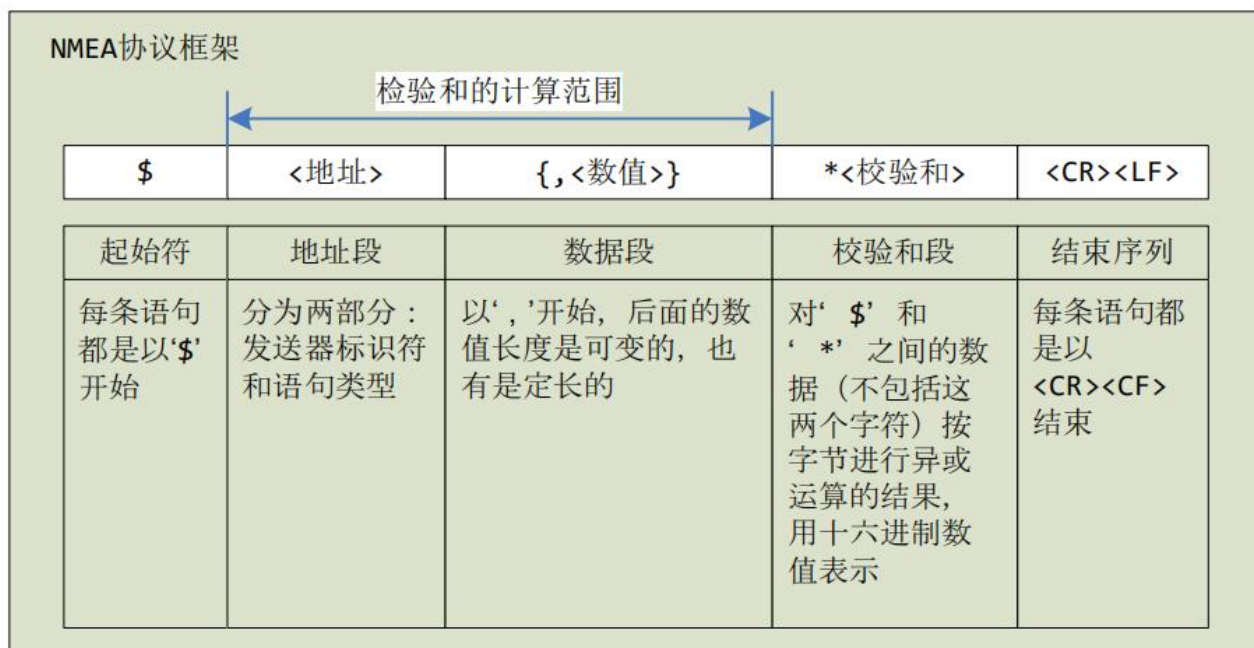 NMEA协议框架
检验和的计算范围
$ <地址> {,<数值>} *<校验和> <CR><LF>
起始符 地址段 数据段 校验和段 结束序列
每条语句
都是以‘$’
开始
分为两部分：
发送器标识符
和语句类型
以‘,’开始，后面的数
值长度是可变的，也
有是定长的
对‘ $’ 和
‘ *’ 之间的数
据（不包括这
两个字符）按
字节进行异或
运算的结果，
用十六进制数
值表示
每条语句都
是以
<CR><CF>
结束